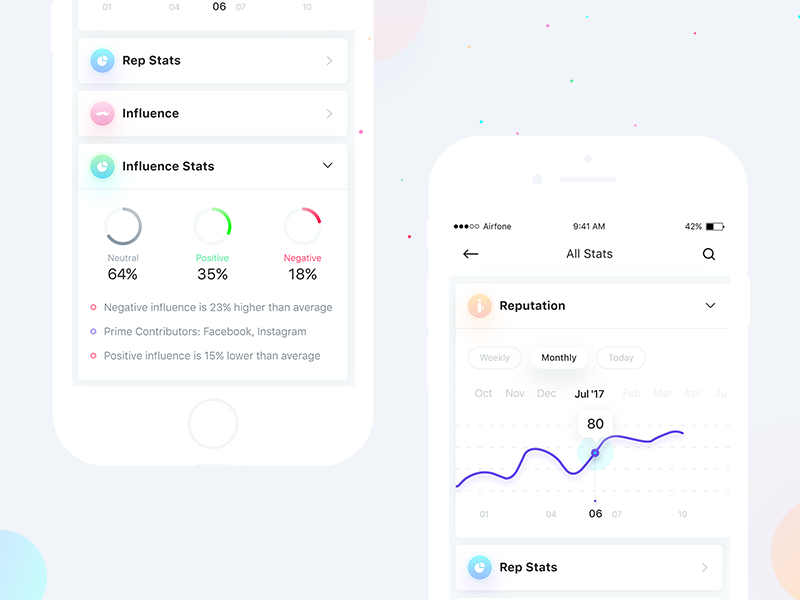 01 04 06 07 10
Rep Stats
Influence
Influence Stats
Neutral Positive Negative
64% 35% 18%
Negative influence is 23% higher than average
Prime Contributors: Facebook, Instagram
Positive influence is 15% lower than average
Airfone 9:41 AM 42%
All Stats
Reputation
Weekly Monthly Today
Oct Nov Dec Jul '17 Feb Mar Apr Ju
80
01 04 06 07 10
Rep Stats